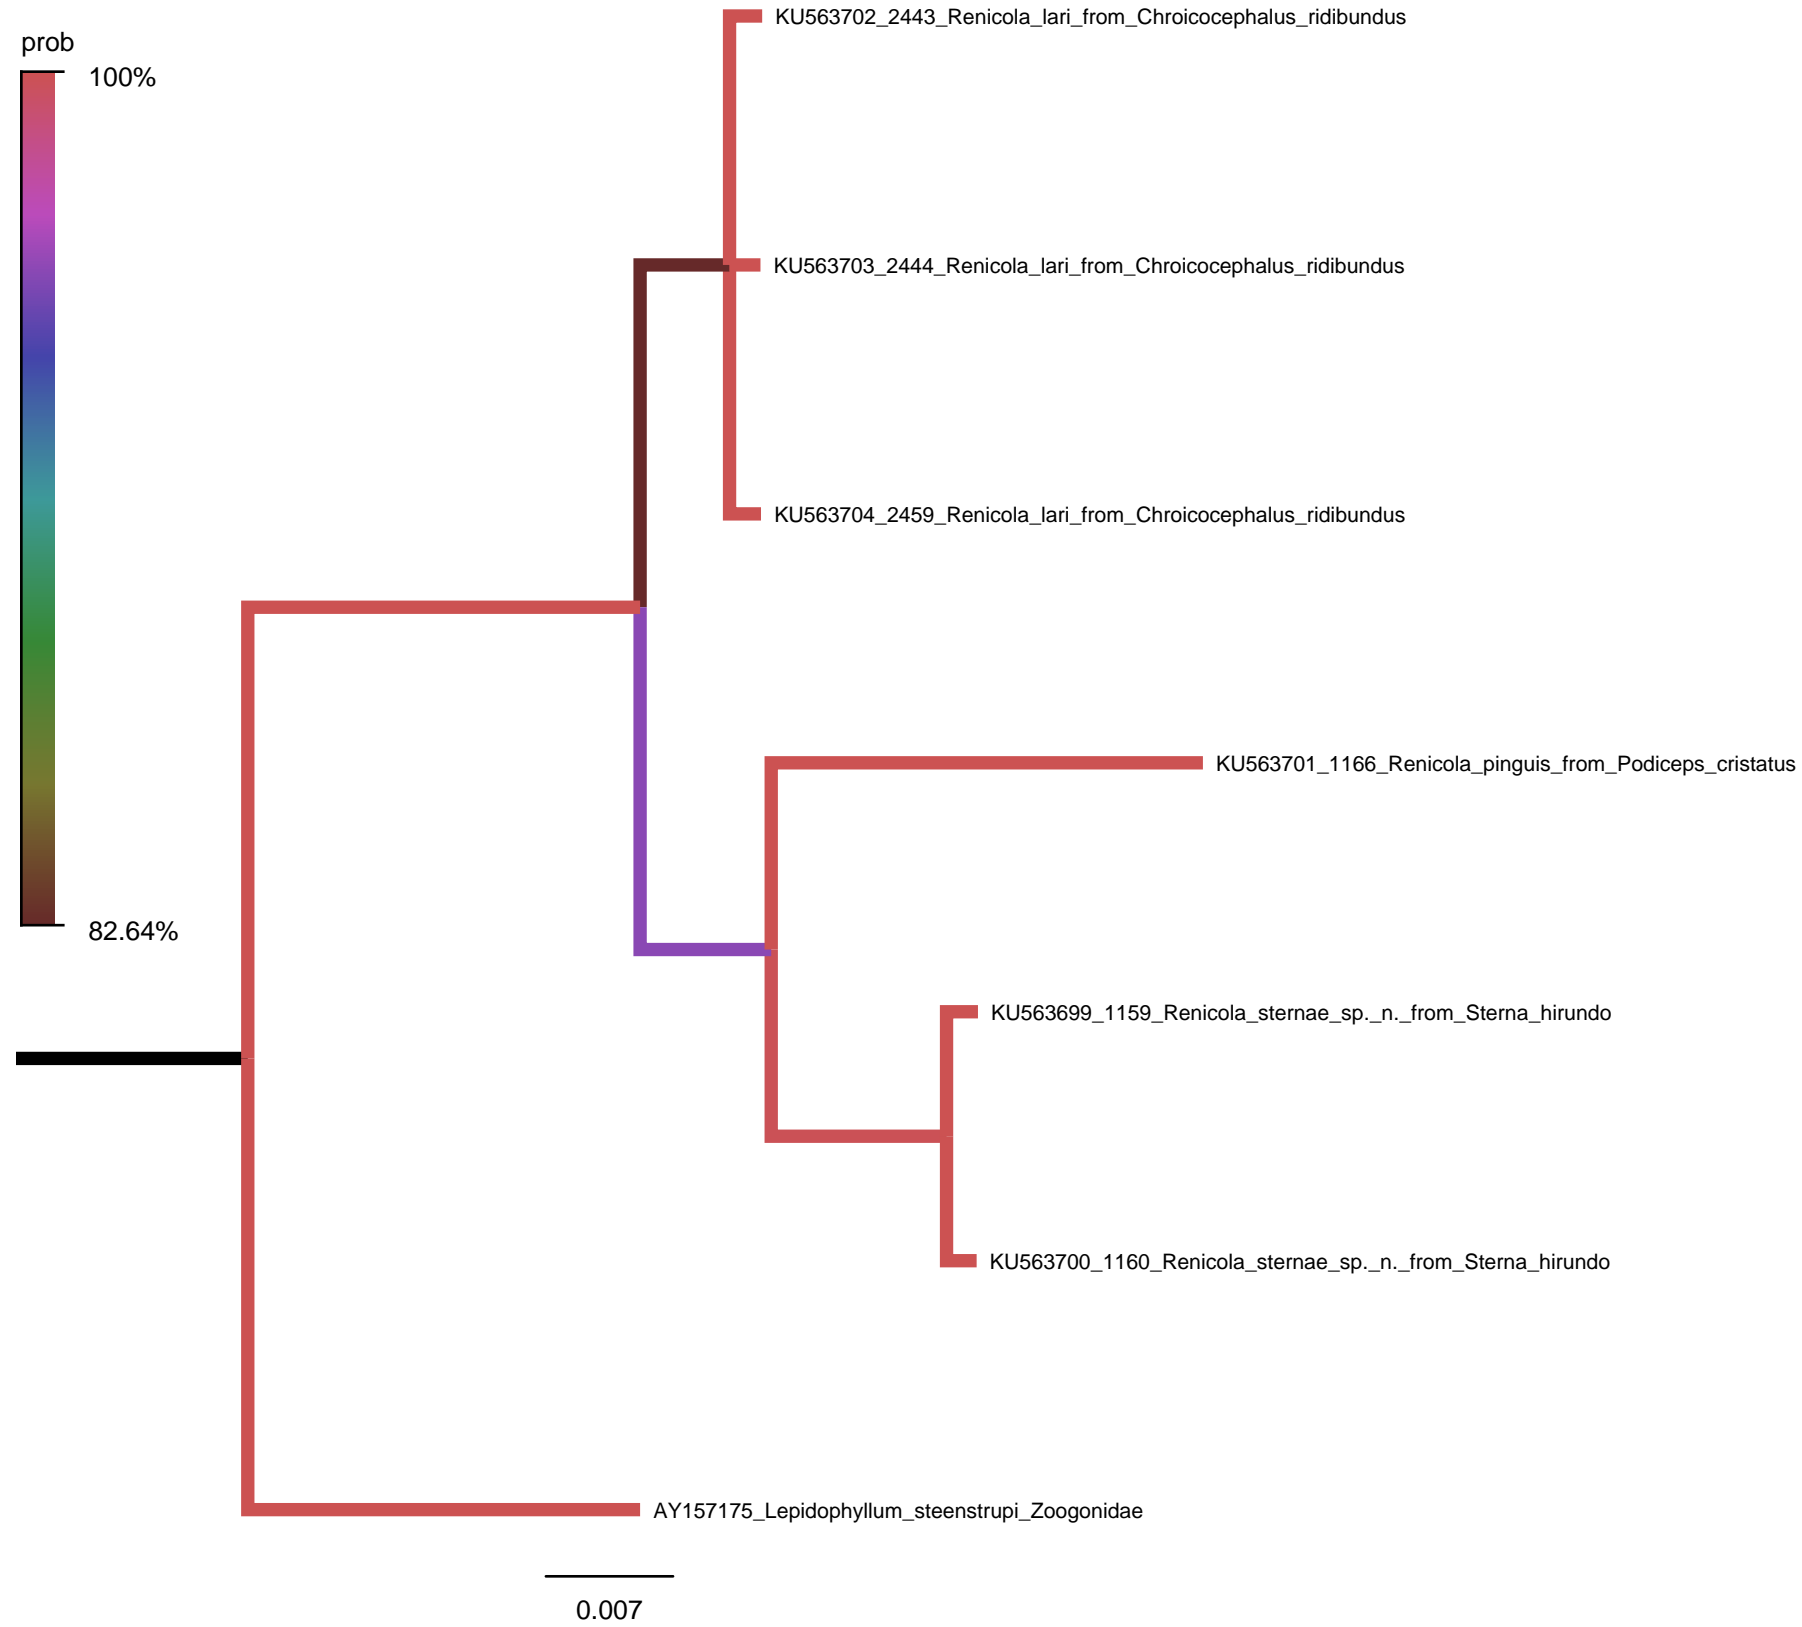 KU563702_2443_Renicola_lari_from_Chroicocephalus_ridibundus
prob
100%
KU563703_2444_Renicola_lari_from_Chroicocephalus_ridibundus
KU563704_2459_Renicola_lari_from_Chroicocephalus_ridibundus
KU563701_1166_Renicola_pinguis_from_Podiceps_cristatus
82.64%
KU563699_1159_Renicola_sternae_sp._n._from_Sterna_hirundo
KU563700_1160_Renicola_sternae_sp._n._from_Sterna_hirundo
AY157175_Lepidophyllum_steenstrupi_Zoogonidae
0.007